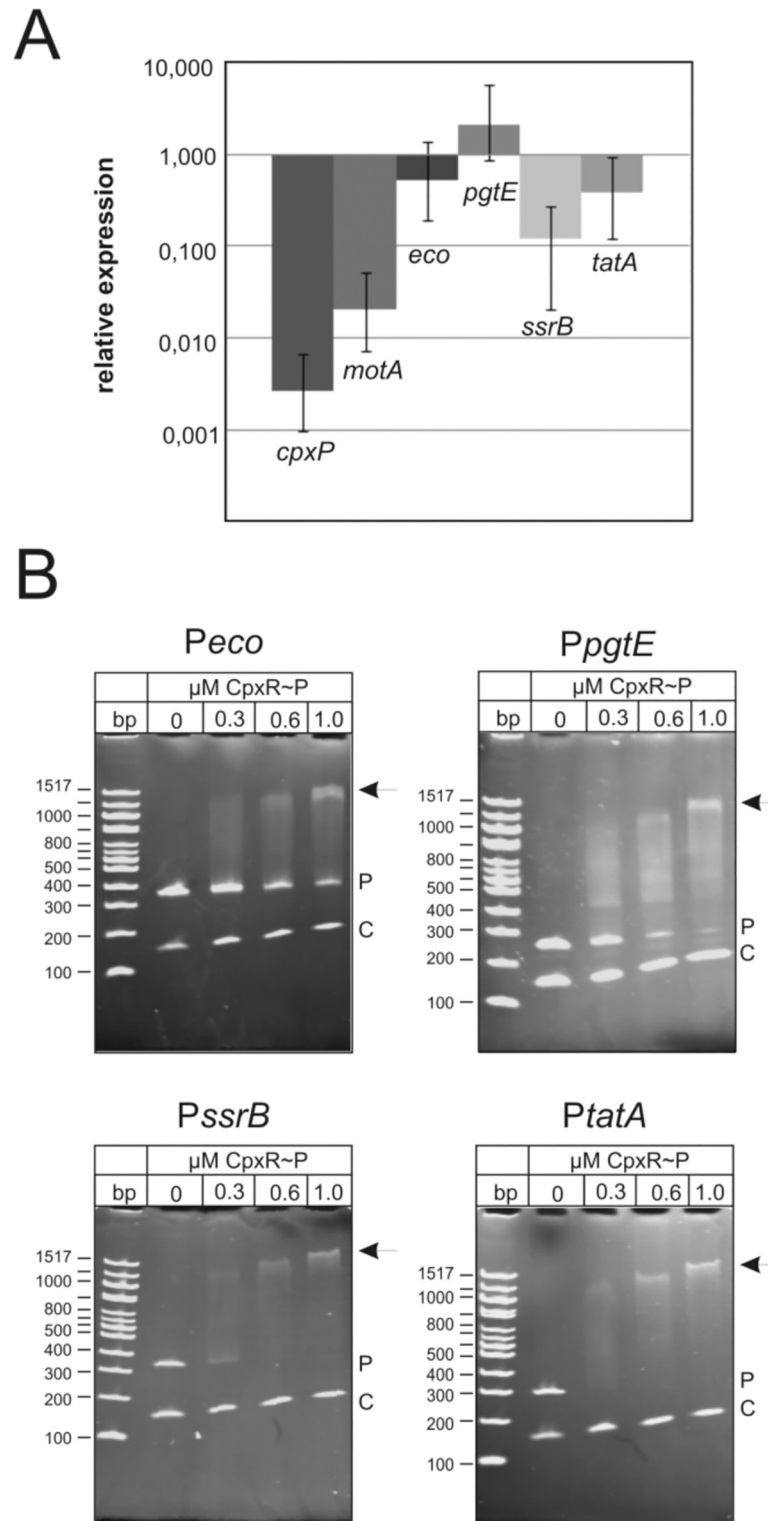 A
10,000
1,000
0,100
0,010
0,001
relative expression
cpxP
motA
eco
pgtE
ssrB
tatA
B
Peco
µM CpxR~P
bp 0 0.3 0.6 1.0
1517
1000
800
500
400
300
200
100
P
C
PpgtE
µM CpxR~P
bp 0 0.3 0.6 1.0
1517
1000
800
500
400
300
200
100
P
C
PssrB
µM CpxR~P
bp 0 0.3 0.6 1.0
1517
1000
800
500
400
300
200
100
P
C
PtatA
µM CpxR~P
bp 0 0.3 0.6 1.0
1517
1000
800
500
400
300
200
100
P
C